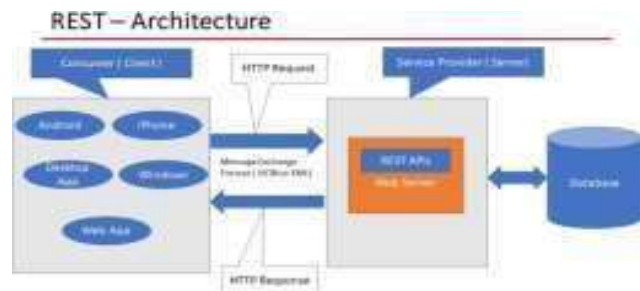 REST – Architecture
Consumer ( Client )
HTTP Request
Service Provider ( Server)
Android
iPhone
Desktop
App
Windows
Web App
Message Exchange
Format ( JSON or XML)
REST APIs
Web Server
Database
HTTP Response